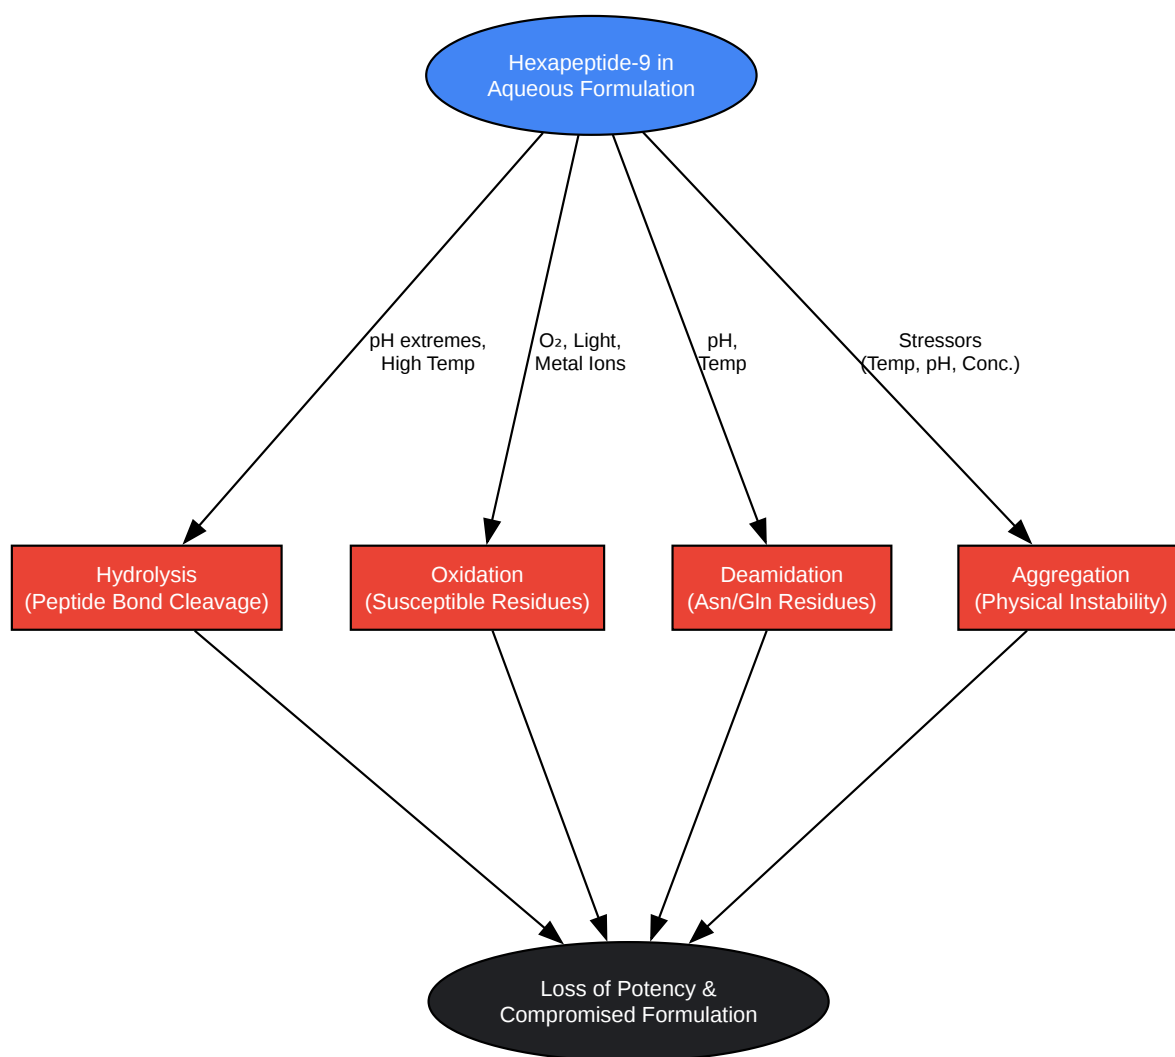 Hexapeptide-9 in
Aqueous Formulation
pH extremes,
High Temp
O₂, Light,
Metal Ions
pH,
Temp
Stressors
(Temp, pH, Conc.)
Hydrolysis
(Peptide Bond Cleavage)
Oxidation
(Susceptible Residues)
Deamidation
(Asn/Gln Residues)
Aggregation
(Physical Instability)
Loss of Potency &
Compromised Formulation